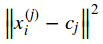 ‖x_i^{(j)} − c_j‖^2